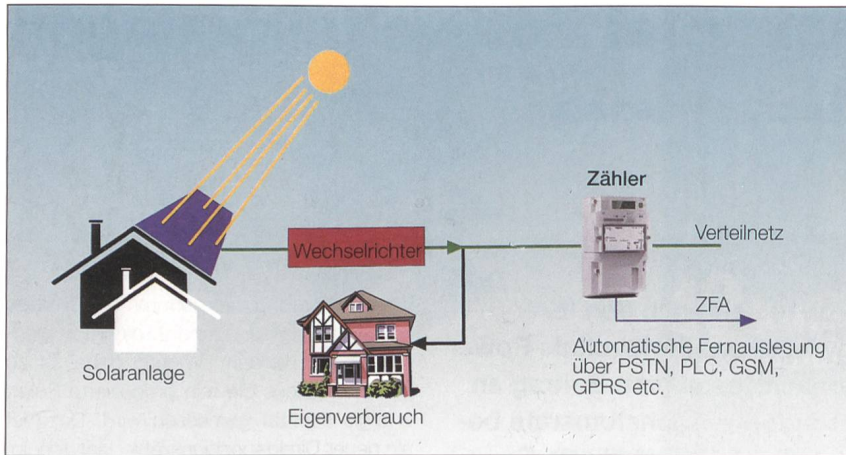 Zähler
Wechselrichter
Verteilnetz
ZFA
Solaranlage
Eigenverbrauch
Automatische Fernauslesung
über PSTN, PLC, GSM,
GPRS etc.